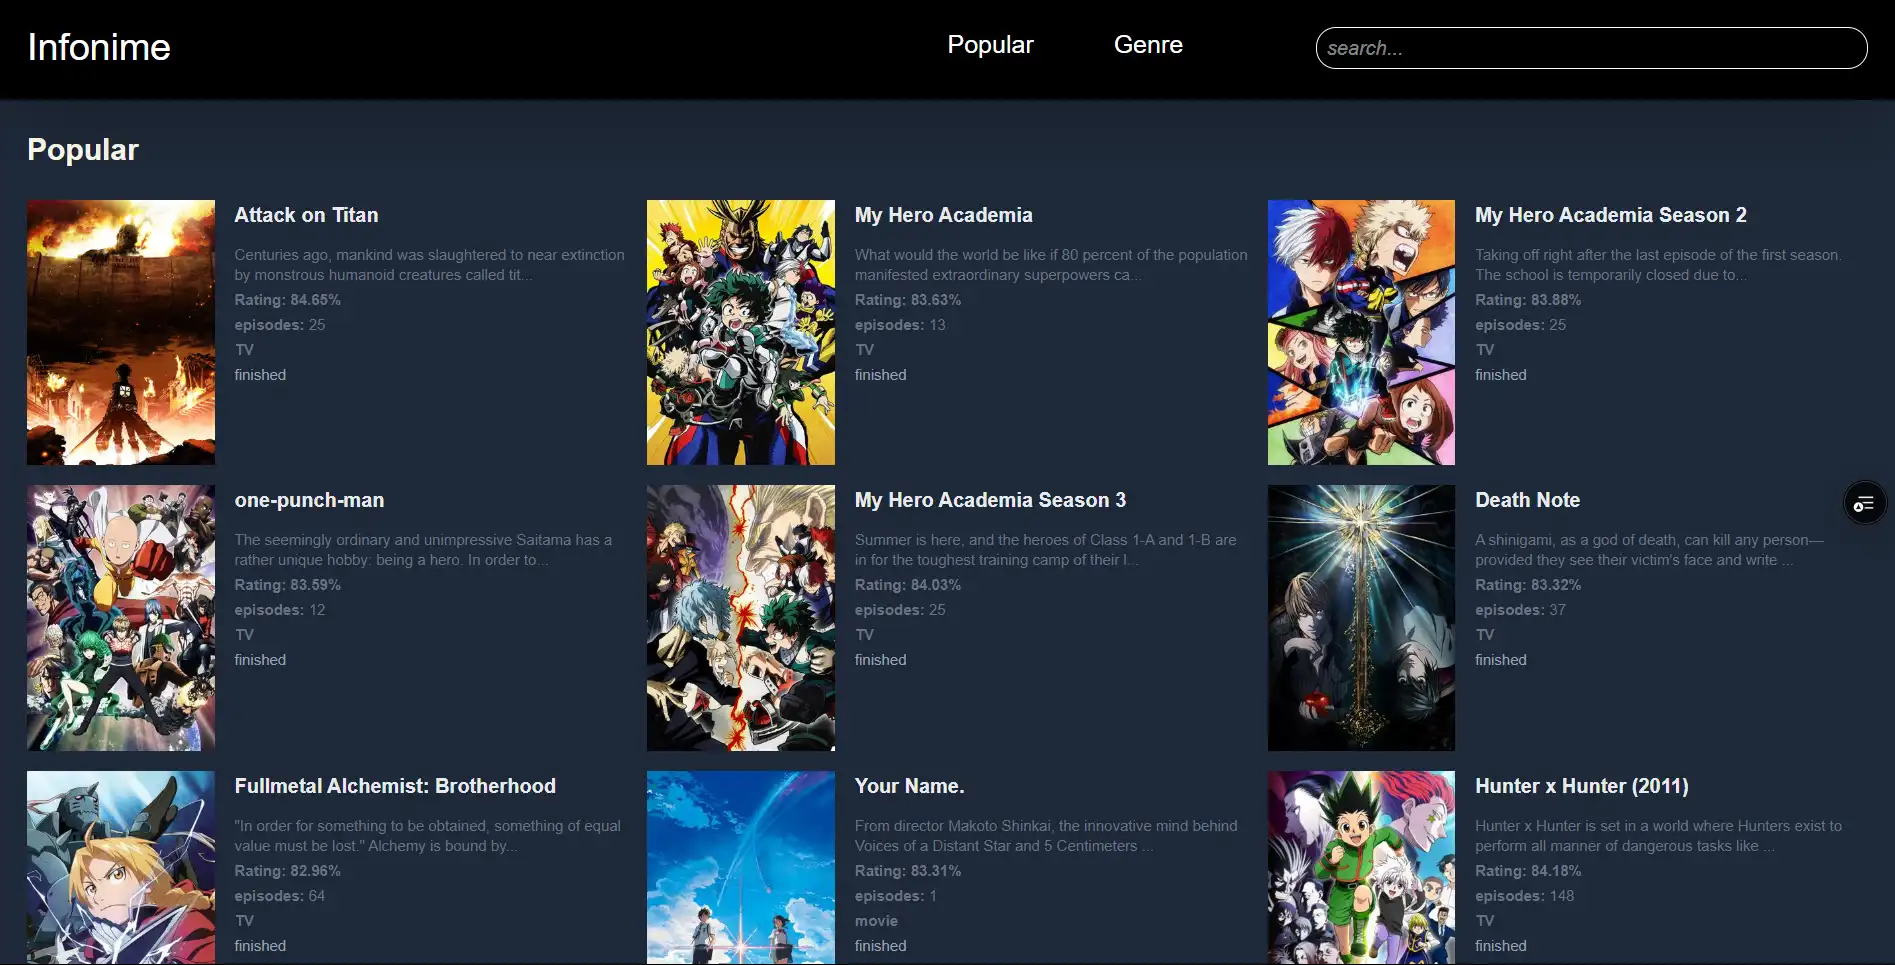 Infonime
Popular
Genre
search...
Popular
Attack on Titan
Centuries ago, mankind was slaughtered to near extinction
by monstrous humanoid creatures called tit...
Rating: 84.65%
episodes: 25
TV
finished
My Hero Academia
What would the world be like if 80 percent of the population
manifested extraordinary superpowers ca...
Rating: 83.63%
episodes: 13
TV
finished
My Hero Academia Season 2
Taking off right after the last episode of the first season.
The school is temporarily closed due to...
Rating: 83.88%
episodes: 25
TV
finished
one-punch-man
The seemingly ordinary and unimpressive Saitama has a
rather unique hobby: being a hero. In order to...
Rating: 83.59%
episodes: 12
TV
finished
My Hero Academia Season 3
Summer is here, and the heroes of Class 1-A and 1-B are
in for the toughest training camp of their l...
Rating: 84.03%
episodes: 25
TV
finished
Death Note
A shinigami, as a god of death, can kill any person—
provided they see their victim's face and write ...
Rating: 83.32%
episodes: 37
TV
finished
Fullmetal Alchemist: Brotherhood
"In order for something to be obtained, something of equal
value must be lost." Alchemy is bound by...
Rating: 82.96%
episodes: 64
TV
finished
Your Name.
From director Makoto Shinkai, the innovative mind behind
Voices of a Distant Star and 5 Centimeters ...
Rating: 83.31%
episodes: 1
movie
finished
Hunter x Hunter (2011)
Hunter x Hunter is set in a world where Hunters exist to
perform all manner of dangerous tasks like ...
Rating: 84.18%
episodes: 148
TV
finished